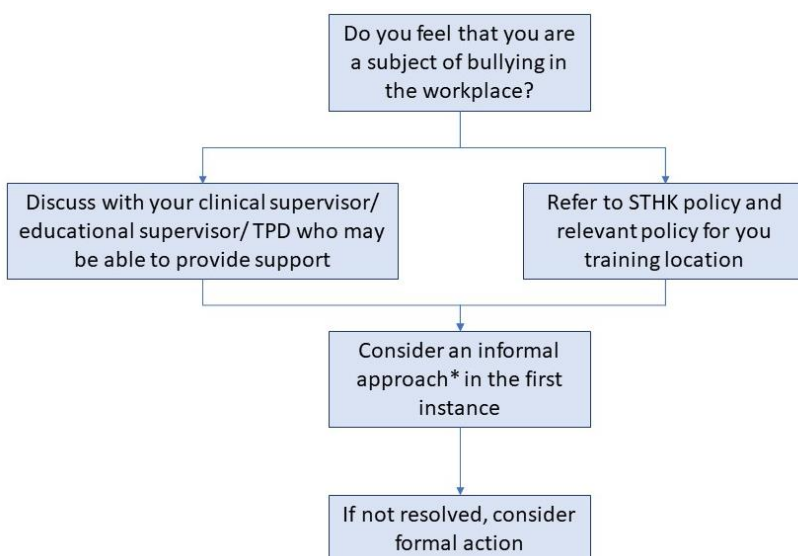 Do you feel that you are
a subject of bullying in
the workplace?
Discuss with your clinical supervisor/
educational supervisor/ TPD who may
be able to provide support
Refer to STHK policy and
relevant policy for you
training location
Consider an informal
approach* in the first
instance
If not resolved, consider
formal action